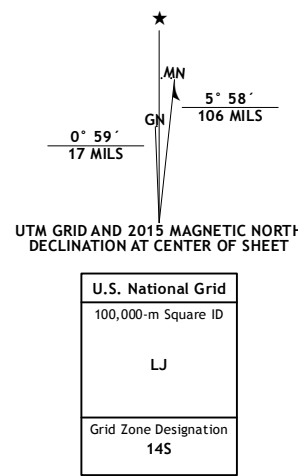 ★
MN
GN
5° 58´
106 MILS
0° 59´
17 MILS
UTM GRID AND 2015 MAGNETIC NORTH
DECLINATION AT CENTER OF SHEET
U.S. National Grid
100,000-m Square ID
LJ
Grid Zone Designation
14S